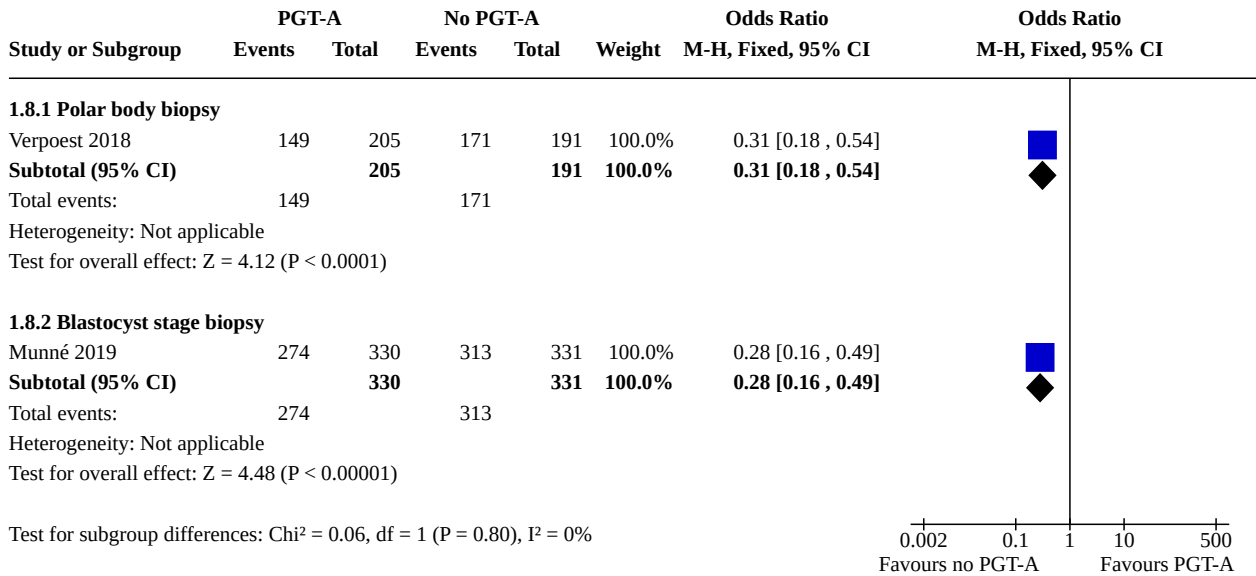 PGT-A No PGT-A Odds Ratio Odds Ratio
Study or Subgroup Events Total Events Total Weight M-H, Fixed, 95% CI M-H, Fixed, 95% CI
1.8.1 Polar body biopsy
Verpoest 2018 149 205 171 191 100.0% 0.31 [0.18 , 0.54]
Subtotal (95% CI) 205 191 100.0% 0.31 [0.18 , 0.54]
Total events: 149 171
Heterogeneity: Not applicable
Test for overall effect: Z = 4.12 (P < 0.0001)
1.8.2 Blastocyst stage biopsy
Munné 2019 274 330 313 331 100.0% 0.28 [0.16 , 0.49]
Subtotal (95% CI) 330 331 100.0% 0.28 [0.16 , 0.49]
Total events: 274 313
Heterogeneity: Not applicable
Test for overall effect: Z = 4.48 (P < 0.00001)
Test for subgroup differences: Chi² = 0.06, df = 1 (P = 0.80), I² = 0%
0.002 0.1 1 10 500
Favours no PGT-A Favours PGT-A